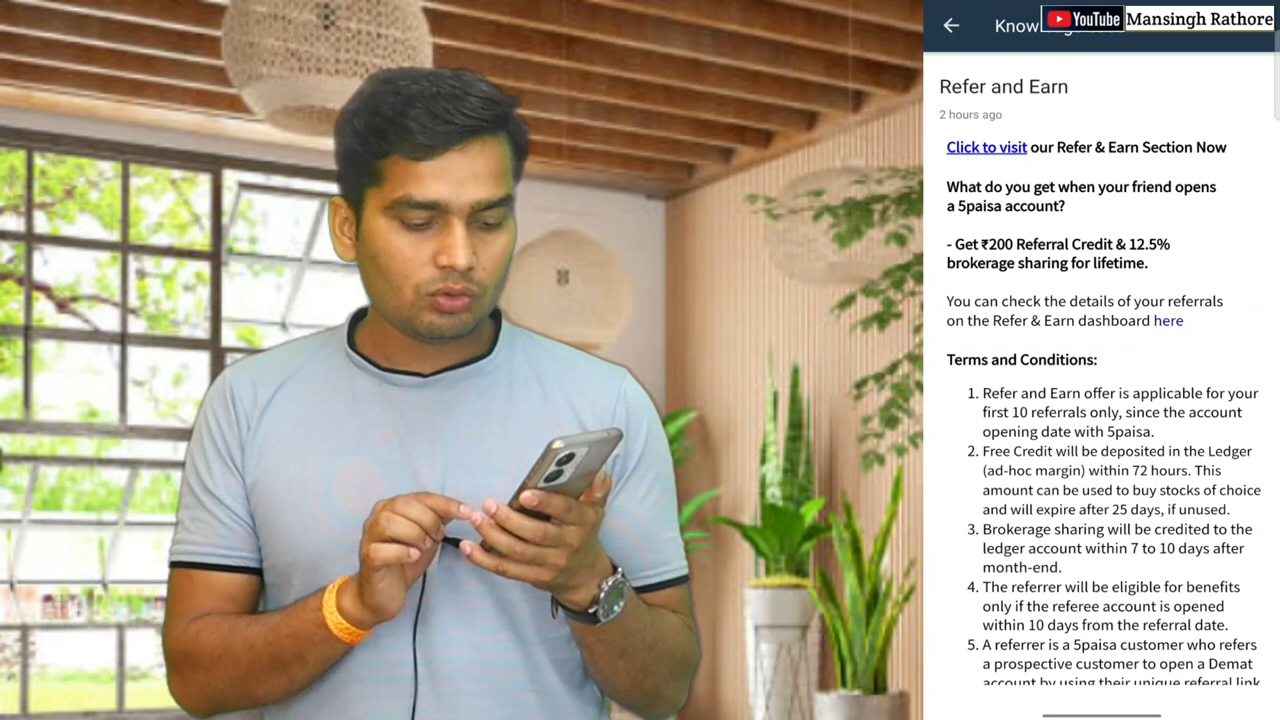 YouTube Mansingh Rathore
Refer and Earn
2 hours ago
Click to visit our Refer & Earn Section Now
What do you get when your friend opens
a 5paisa account?
- Get ₹200 Referral Credit & 12.5%
brokerage sharing for lifetime.
You can check the details of your referrals
on the Refer & Earn dashboard here
Terms and Conditions:
1. Refer and Earn offer is applicable for your
first 10 referrals only, since the account
opening date with 5paisa.
2. Free Credit will be deposited in the Ledger
(ad-hoc margin) within 72 hours. This
amount can be used to buy stocks of choice
and will expire after 25 days, if unused.
3. Brokerage sharing will be credited to the
ledger account within 7 to 10 days after
month-end.
4. The referrer will be eligible for benefits
only if the referee account is opened
within 10 days from the referral date.
5. A referrer is a 5paisa customer who refers
a prospective customer to open a Demat
account by using their unique referral link